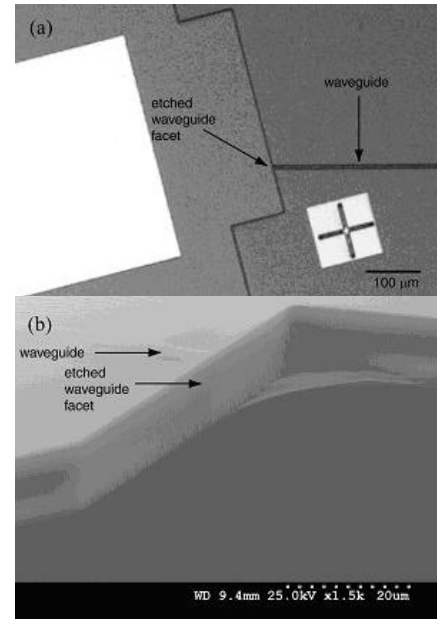 (a)
waveguide
etched
waveguide
facet
100 μm
(b)
waveguide
etched
waveguide
facet
WD 9.4mm 25.0kV x1.5k 20um